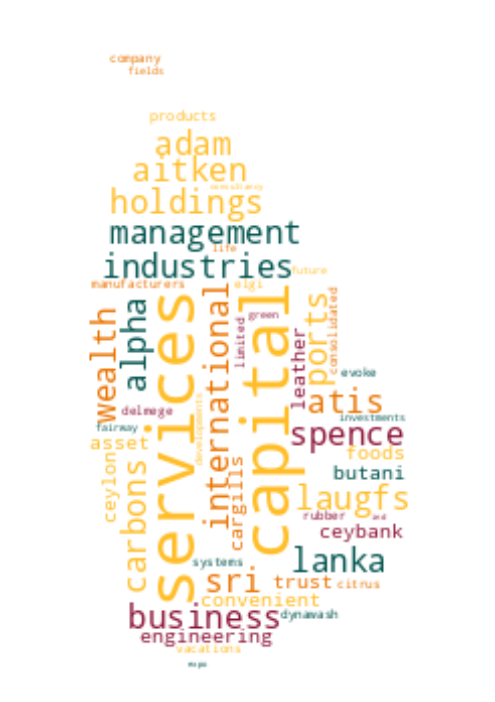 company
fields
products
adam
aitken
consultancy
holdings
management
life
industries
future
manufacturers
elgi
services
capital
international
alpha
wealth
limited
green
leather
ports
consolidated
evoke
atis
investments
delmege
fairway
developments
spence
asset
foods
ceylon
carbons
cargills
butani
laugfs
rubber
and
ceybank
lanka
systems
sri
trust
citrus
convenient
business
dynawash
engineering
vacations
expo